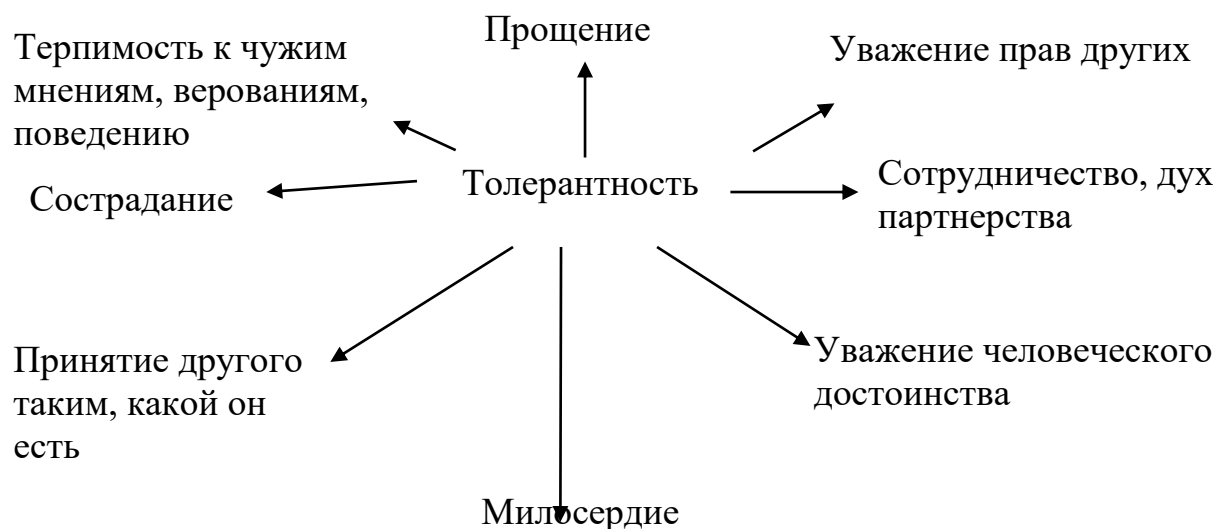 Прощение
Терпимость к чужим
мнениям, верованиям,
поведению
Уважение прав других
Толерантность
Сострадание
Сотрудничество, дух
партнерства
Принятие другого
таким, какой он
есть
Уважение человеческого
достоинства
Милосердие